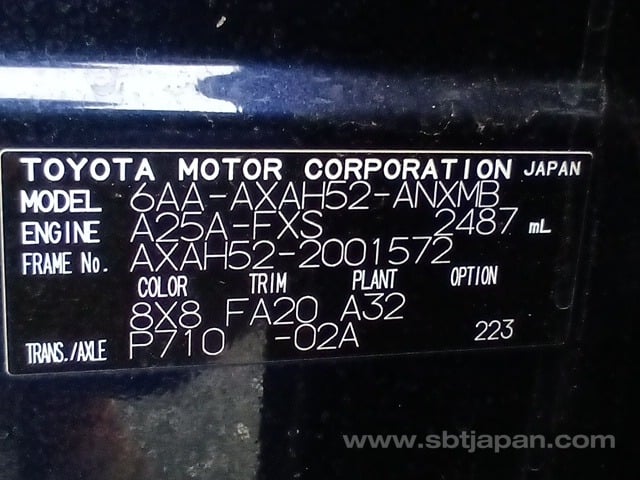 TOYOTA MOTOR CORPORATION JAPAN
MODEL 6AA-AXAH52-ANXMB
ENGINE A25A-FXS 2487 mL
FRAME No. AXAH52-2001572
COLOR TRIM PLANT OPTION
8X8 FA20 A32
TRANS./AXLE P710 -02A 223
www.sbtjapan.com